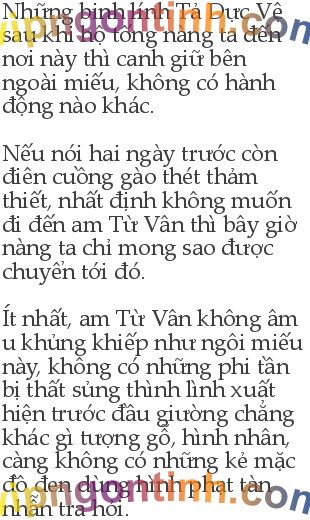 Những binh lính Tả Dực Vệ
sau khi hộ tống nàng ta đến
nơi này thì canh giữ bên
ngoài miếu, không có hành
động nào khác.
Nếu nói hai ngày trước còn
điên cuồng gào thét thảm
thiết, nhất định không muốn
đi đến am Từ Vân thì bây giờ
nàng ta chỉ mong sao được
chuyển tới đó.
Ít nhất, am Từ Vân không âm
u khủng khiếp như ngôi miếu
này, không có những phi tần
bị thất sủng thình lình xuất
hiện trước đầu giường chẳng
khác gì tượng gỗ, hình nhân,
càng không có những kẻ mặc
đồ đen dùng hình phạt tàn
nhẫn tra hỏi.